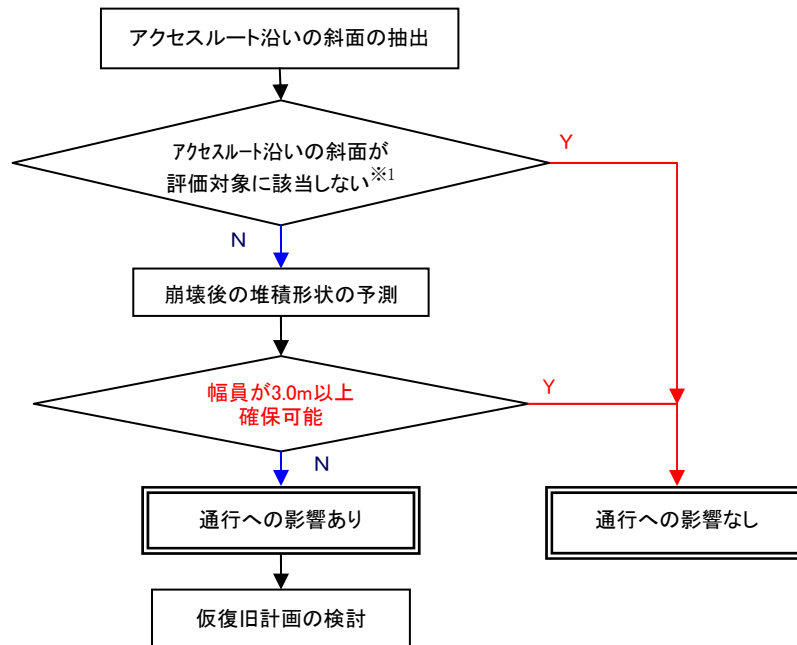 アクセスルート沿いの斜面の抽出
アクセスルート沿いの斜面が
評価対象に該当しない※1
Y
N
崩壊後の堆積形状の予測
幅員が3.0m以上
確保可能
Y
N
通行への影響あり
通行への影響なし
仮復旧計画の検討